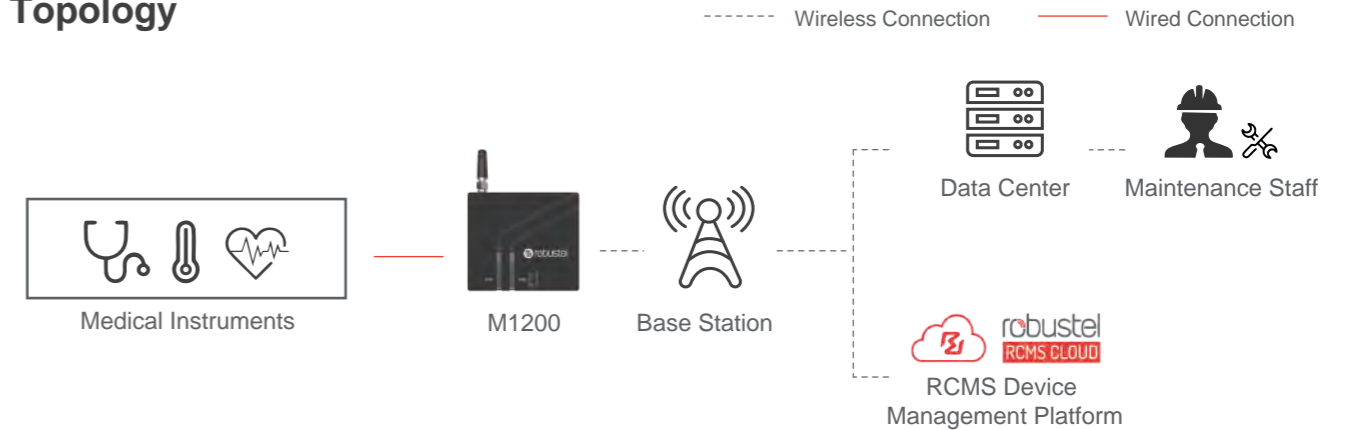 Topology
Wireless Connection
Wired Connection
Data Center
Maintenance Staff
robustel
Medical Instruments
M1200
Base Station
robustel
RCMS CLOUD
RCMS Device
Management Platform